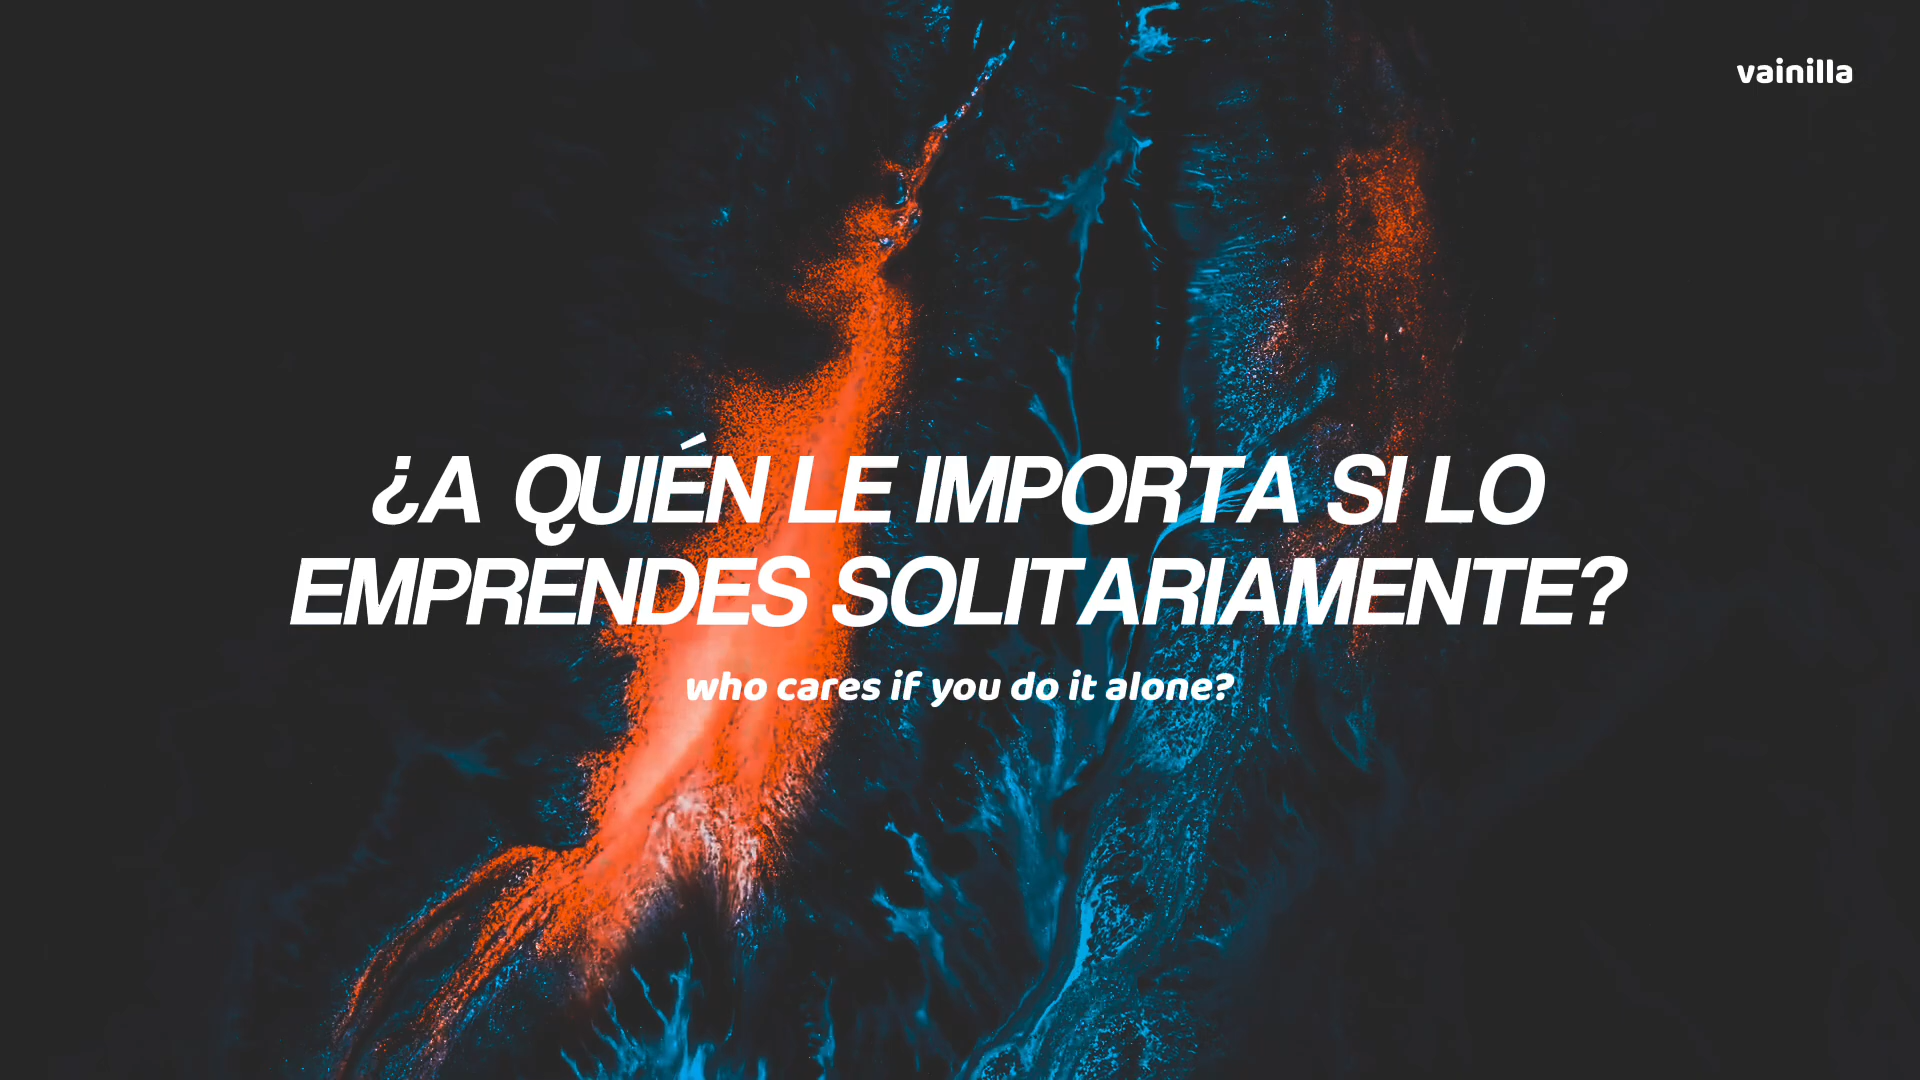 vainilla
¿A QUIÉN LE IMPORTA SI LO
EMPRENDES SOLITARIAMENTE?
who cares if you do it alone?